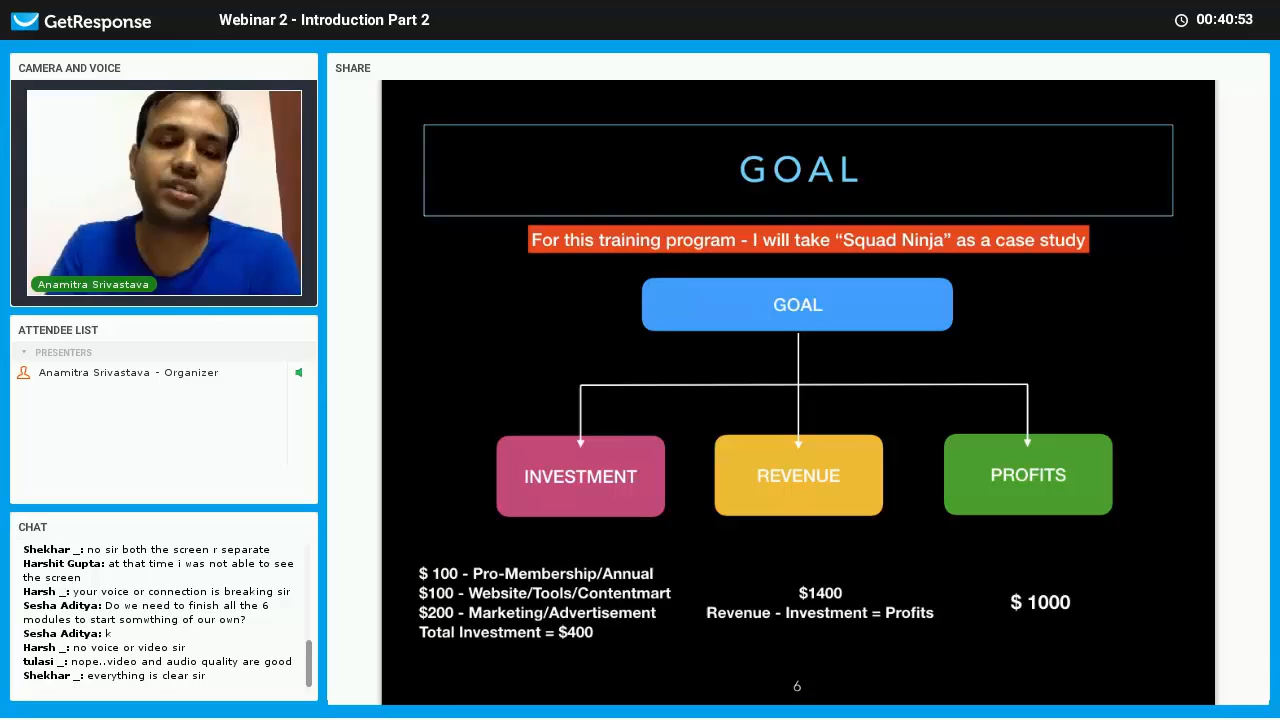 GetResponse
Webinar 2 - Introduction Part 2
00:40:53
CAMERA AND VOICE
Anamitra Srivastava
ATTENDEE LIST
PRESENTERS
Anamitra Srivastava - Organizer
CHAT
Shekhar _: no sir both the screen r separate
Harshit Gupta: at that time i was not able to see
the screen
Harsh _: your voice or connection is breaking sir
Sesha Aditya: Do we need to finish all the 6
modules to start somwthing of our own?
Sesha Aditya: k
Harsh _: no voice or video sir
tulasi _: nope..video and audio quality are good
Shekhar _: everything is clear sir
SHARE
GOAL
For this training program - I will take “Squad Ninja” as a case study
GOAL
INVESTMENT
REVENUE
PROFITS
$ 100 - Pro-Membership/Annual
$100 - Website/Tools/Contentmart
$200 - Marketing/Advertisement
Total Investment = $400
$1400
Revenue - Investment = Profits
$ 1000
6